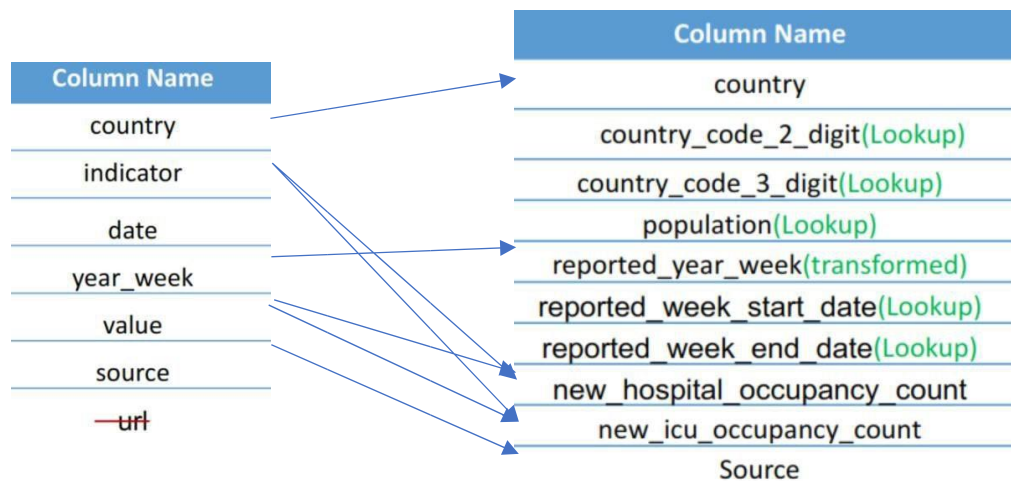 Column Name
country
indicator
date
year_week
value
source
url
Column Name
country
country_code_2_digit(Lookup)
country_code_3_digit(Lookup)
population(Lookup)
reported_year_week(transformed)
reported_week_start_date(Lookup)
reported_week_end_date(Lookup)
new_hospital_occupancy_count
new_icu_occupancy_count
Source